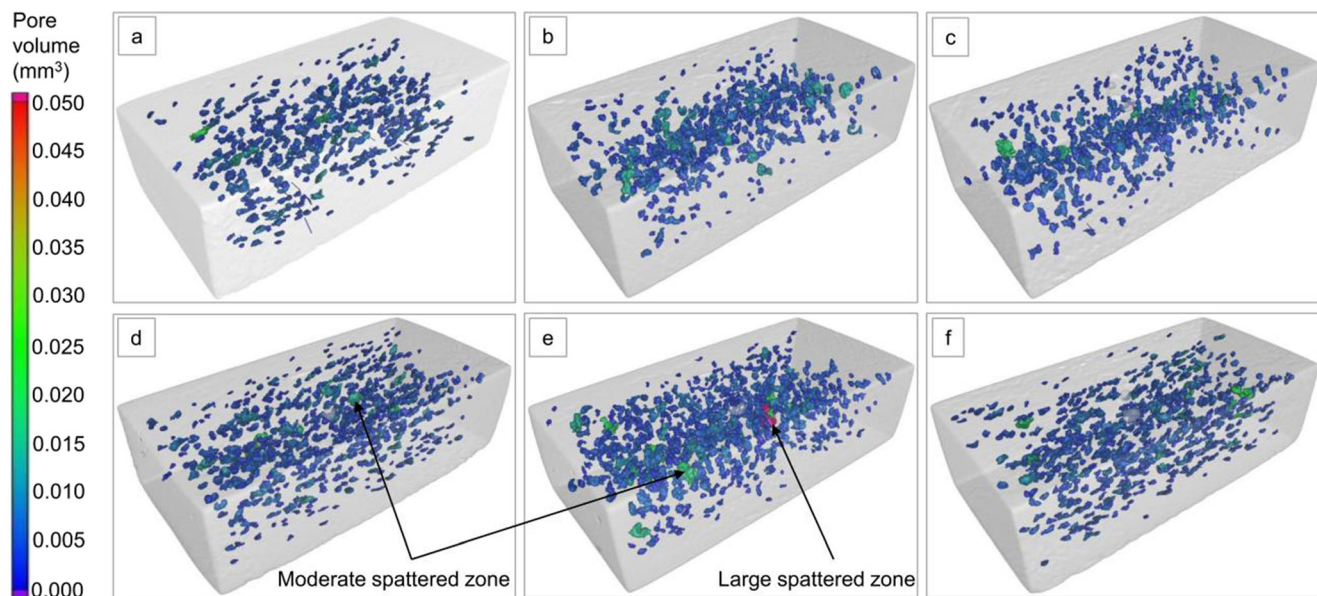 Pore
volume
(mm³)
0.050
0.045
0.040
0.035
0.030
0.025
0.020
0.015
0.010
0.005
0.000
a
b
c
d
e
f
Moderate spattered zone
Large spattered zone